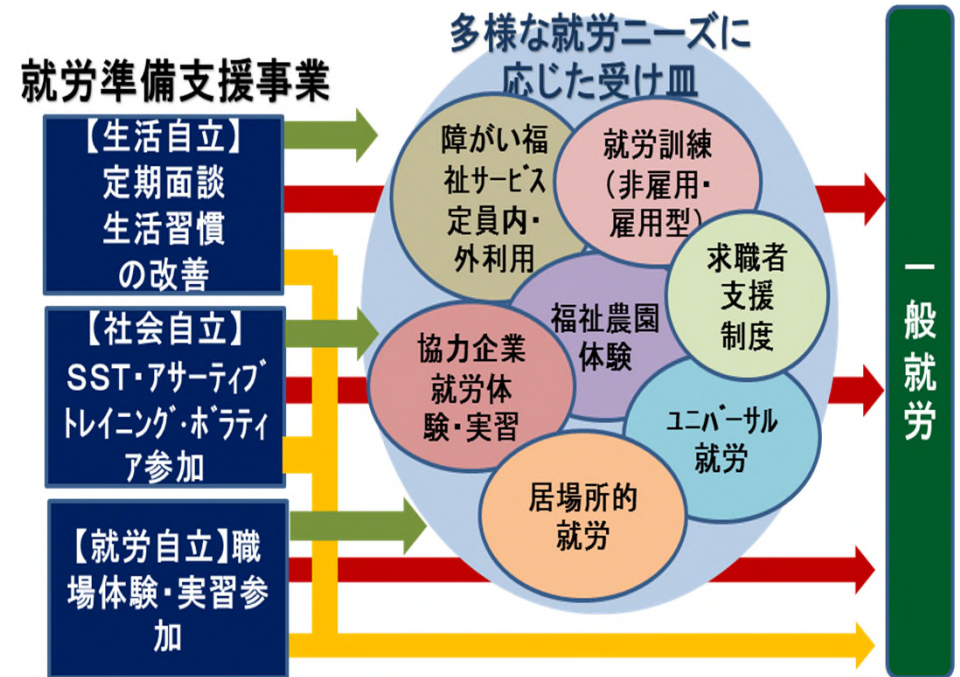 就労準備支援事業
【生活自立】
定期面談
生活習慣
の改善
【社会自立】
SST・アサーティブ
トレイニング・ボラティ
ア参加
【就労自立】職
場体験・実習参
加
多様な就労ニーズに
応じた受け皿
障がい福
祉サービス
定員内・
外利用
就労訓練
(非雇用・
雇用型)
求職者
支援
制度
福祉農園
体験
協力企業
就労体
験・実習
ユニバーサル
就労
居場所的
就労
一般就労